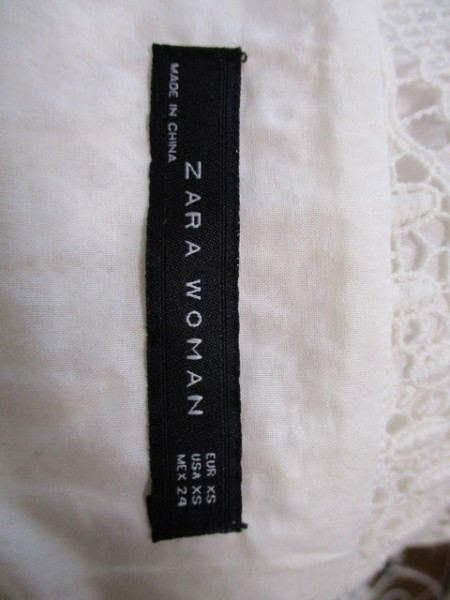 MADE IN CHINA
ZARA WOMAN
EUR XS
USA XS
MEX 24